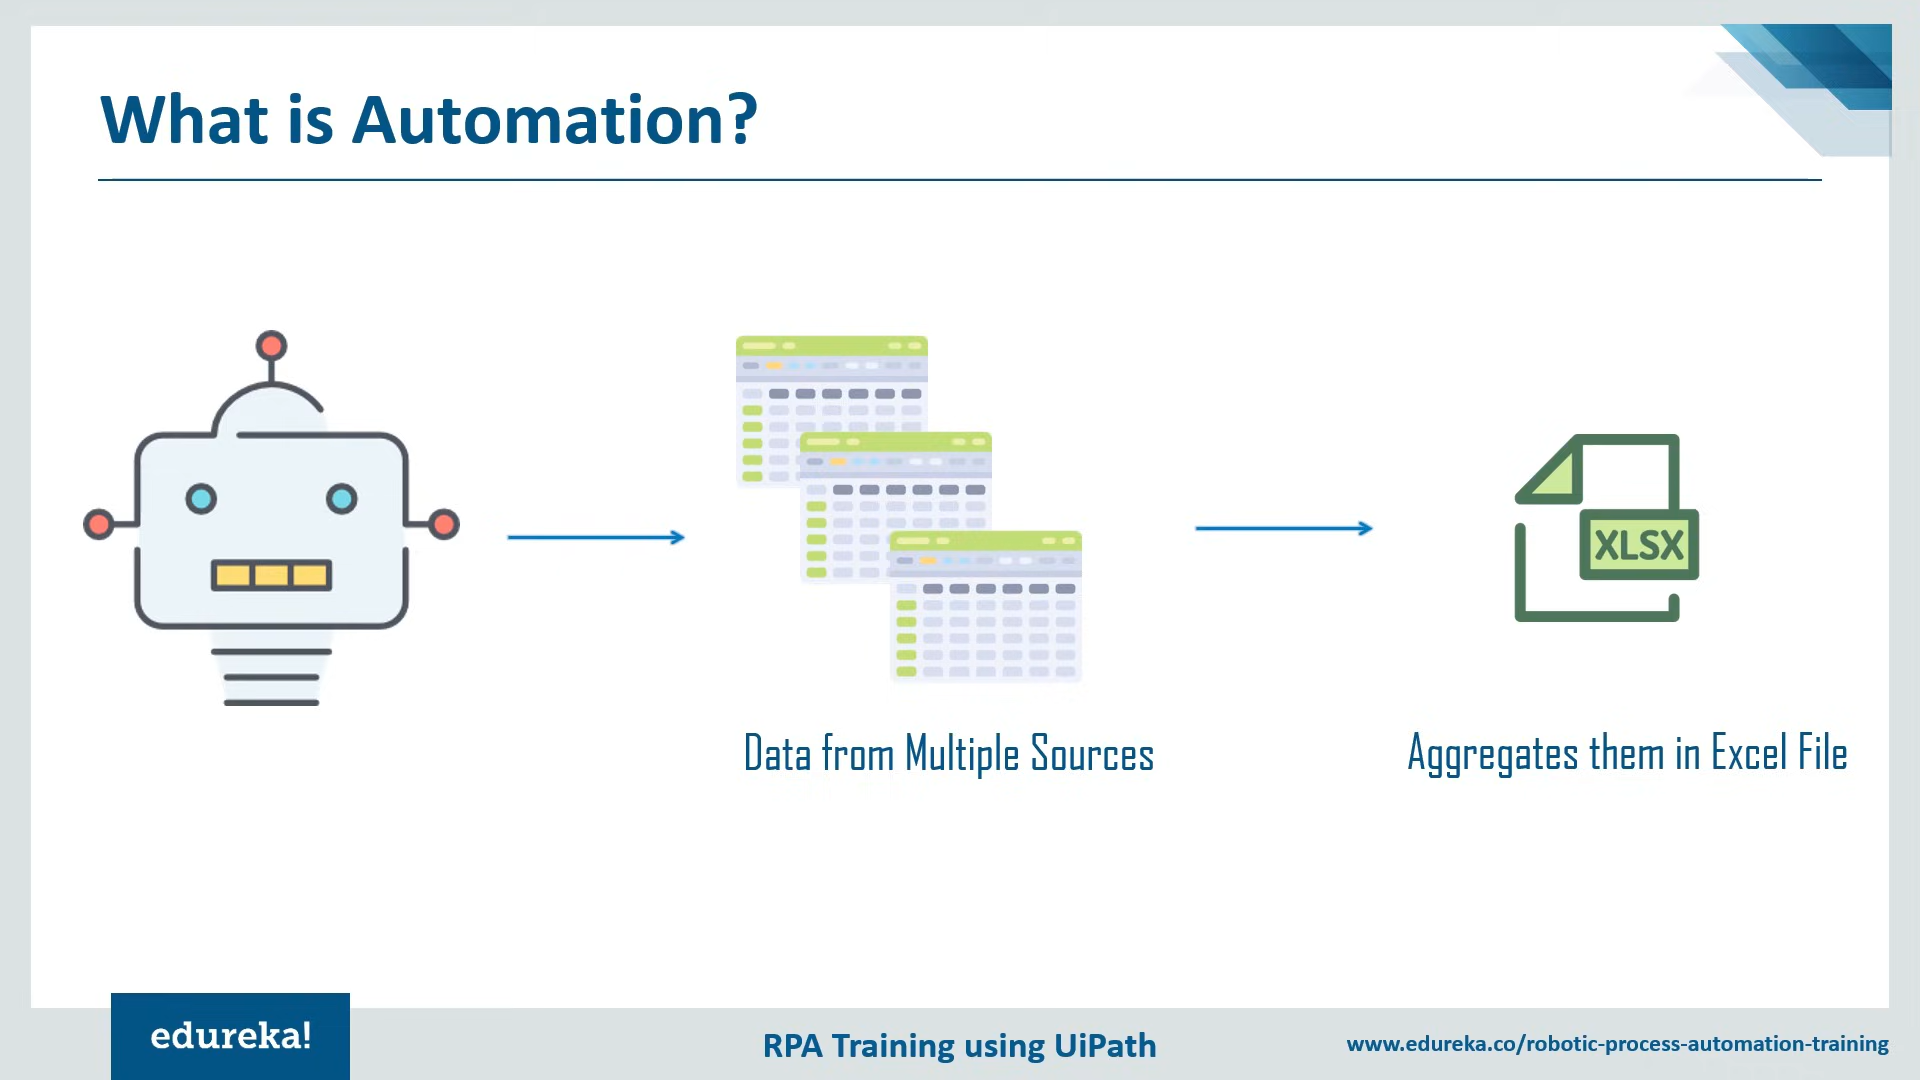 What is Automation?
XLSX
Data from Multiple Sources
Aggregates them in Excel File
edureka!
RPA Training using UiPath
www.edureka.co/robotic-process-automation-training